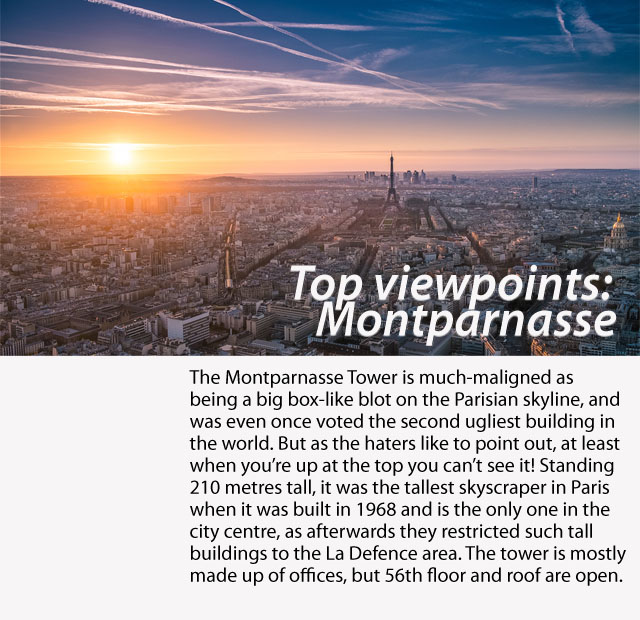 Top viewpoints:
Montparnasse
The Montparnasse Tower is much-maligned as
being a big box-like blot on the Parisian skyline, and
was even once voted the second ugliest building in
the world. But as the haters like to point out, at least
when you’re up at the top you can’t see it! Standing
210 metres tall, it was the tallest skyscraper in Paris
when it was built in 1968 and is the only one in the
city centre, as afterwards they restricted such tall
buildings to the La Defence area. The tower is mostly
made up of offices, but 56th floor and roof are open.